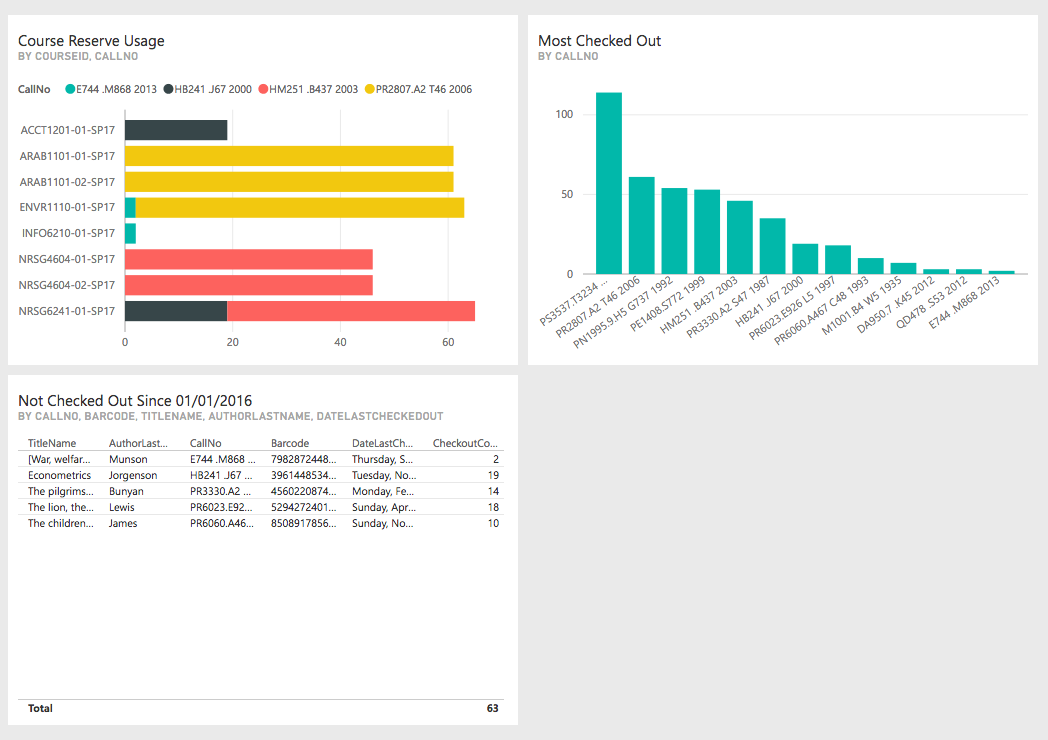 Course Reserve Usage
BY COURSEID, CALLNO
CallNo E744 .M868 2013 HB241 .J67 2000 HM251 .B437 2003 PR2807.A2 T46 2006
ACCT1201-01-SP17
ARAB1101-01-SP17
ARAB1101-02-SP17
ENVR1110-01-SP17
INFO6210-01-SP17
NRSG4604-01-SP17
NRSG4604-02-SP17
NRSG6241-01-SP17
0 20 40 60
Most Checked Out
BY CALLNO
100
50
0
PS3537.T3234 ...
PR2807.A2 T46 2006
PN1995.9.H5 G737 1992
PE1408.S772 1999
HM251 .B437 2003
PR3330.A2 S47 1987
HB241 .J67 2000
PR6023.E926 L5 1997
PR6060.A467 C48 1993
M1001.B4 W5 1935
DA950.7 .K45 2012
QD478 .S53 2012
E744 .M868 2013
Not Checked Out Since 01/01/2016
BY CALLNO, BARCODE, TITLENAME, AUTHORLASTNAME, DATELASTCHECKEDOUT
TitleName AuthorLast... CallNo Barcode DateLastCh... CheckoutCo...
[War, welfar... Munson E744 .M868 ... 7982872448... Thursday, S... 2
Econometrics Jorgenson HB241 .J67 ... 3961448534... Tuesday, No... 19
The pilgrims... Bunyan PR3330.A2 ... 4560220874... Monday, Fe... 14
The lion, the... Lewis PR6023.E92... 5294272401... Sunday, Apr... 18
The children... James PR6060.A46... 8508917856... Sunday, No... 10
Total 63